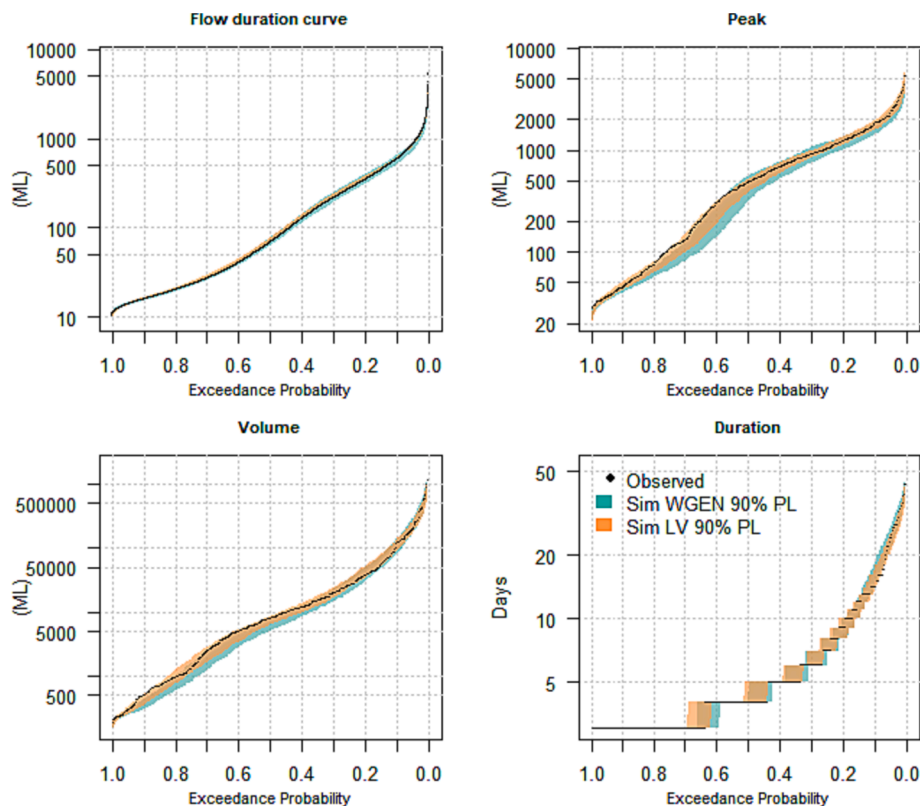 Flow duration curve
(ML)
10000
5000
1000
500
100
50
10
1.0 0.8 0.6 0.4 0.2 0.0
Exceedance Probability
Peak
(ML)
10000
5000
2000
1000
500
200
100
50
20
1.0 0.8 0.6 0.4 0.2 0.0
Exceedance Probability
Volume
(ML)
500000
50000
5000
500
1.0 0.8 0.6 0.4 0.2 0.0
Exceedance Probability
Duration
Days
50
20
10
5
Observed
Sim WGEN 90% PL
Sim LV 90% PL
1.0 0.8 0.6 0.4 0.2 0.0
Exceedance Probability